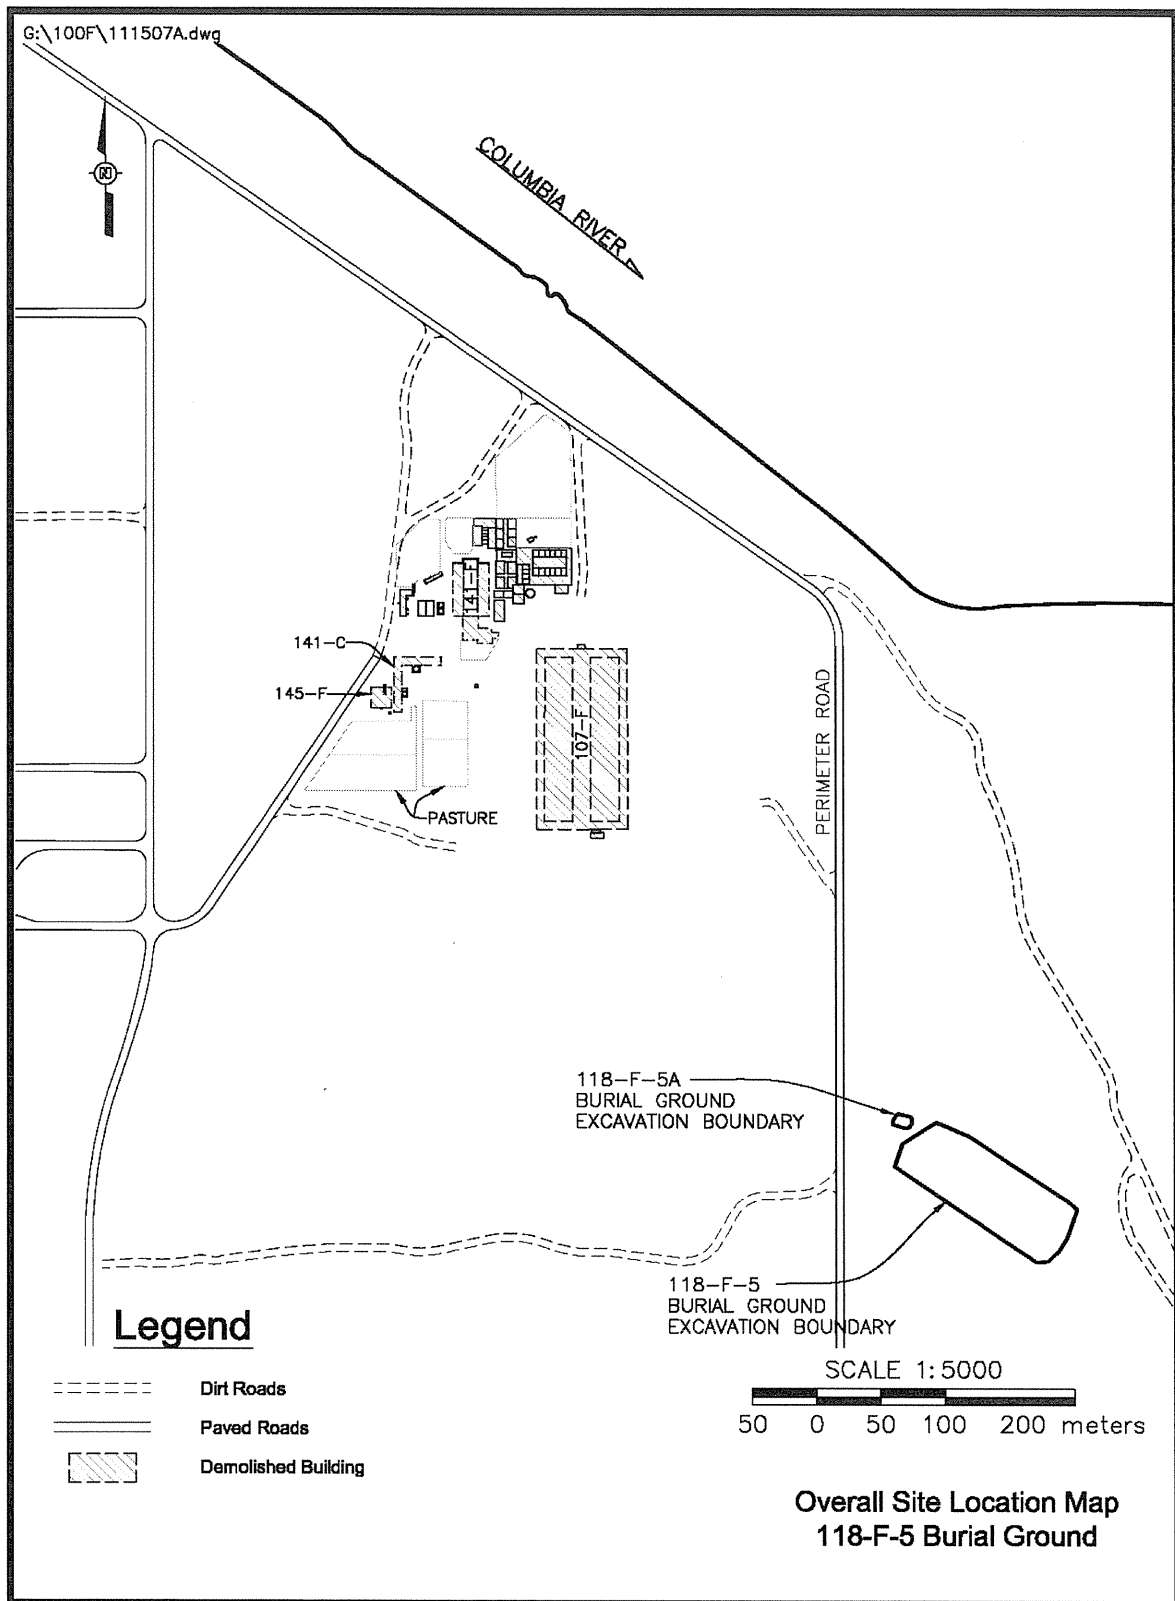 G:\100F\111507A.dwg
N
COLUMBIA RIVER
141-C
145-F
107-F
PASTURE
PERIMETER ROAD
118-F-5A
BURIAL GROUND
EXCAVATION BOUNDARY
118-F-5
BURIAL GROUND
EXCAVATION BOUNDARY
Legend
Dirt Roads
Paved Roads
Demolished Building
SCALE 1:5000
50 0 50 100 200 meters
Overall Site Location Map
118-F-5 Burial Ground